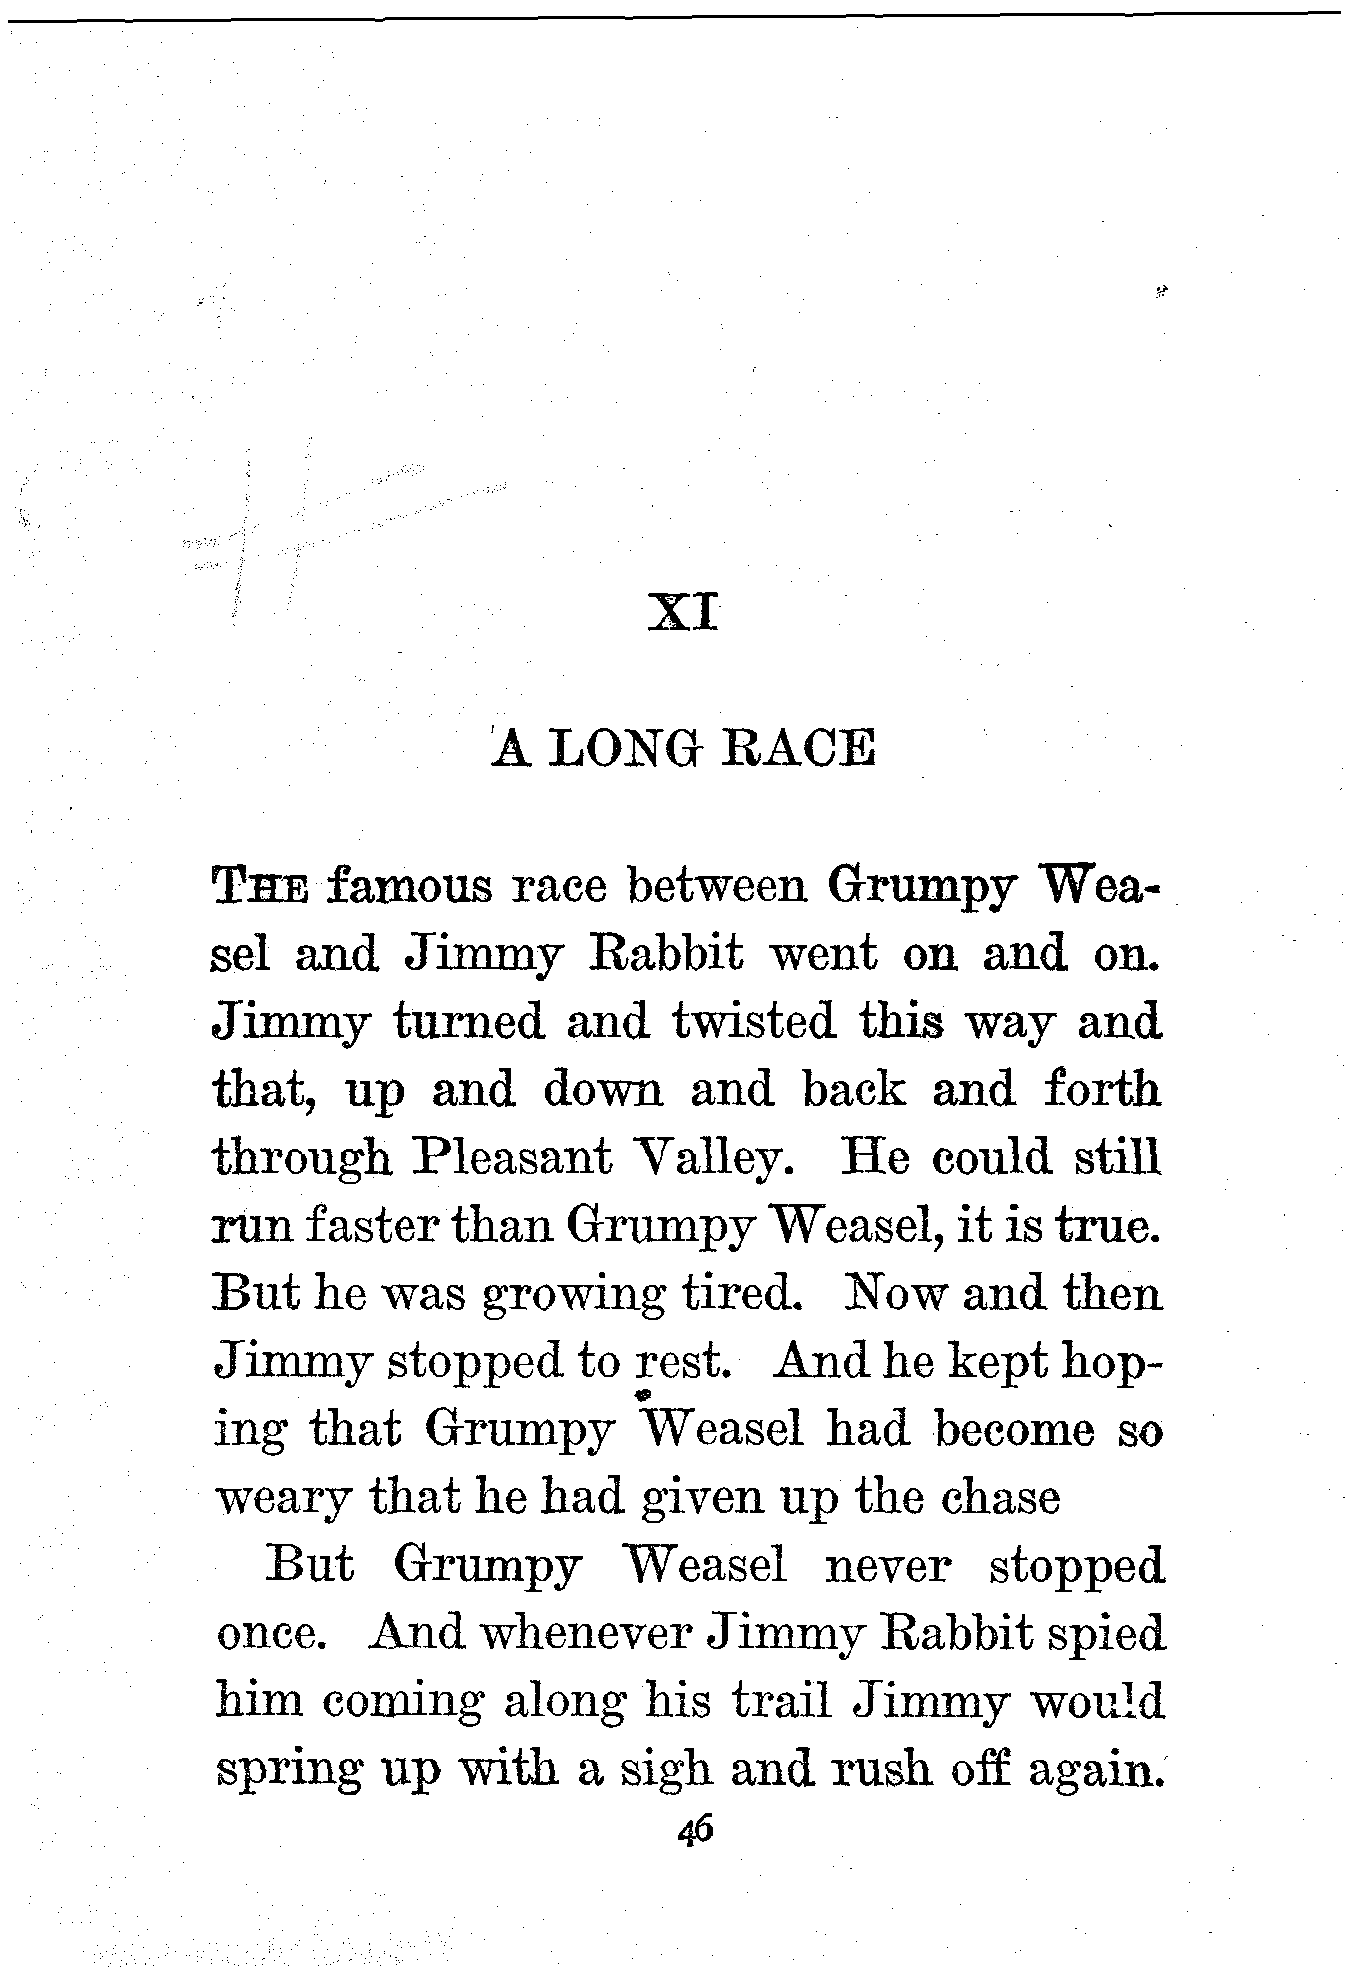 XI
A LONG RACE
THE famous race between Grumpy Wea-
sel and Jimmy Rabbit went on and on.
Jimmy turned and twisted this way and
that, up and down and back and forth
through Pleasant Valley. He could still
run faster than Grumpy Weasel, it is true.
But he was growing tired. Now and then
Jimmy stopped to rest. And he kept hop-
ing that Grumpy Weasel had become so
weary that he had given up the chase
But Grumpy Weasel never stopped
once. And whenever Jimmy Rabbit spied
him coming along his trail Jimmy would
spring up with a sigh and rush off again.
46